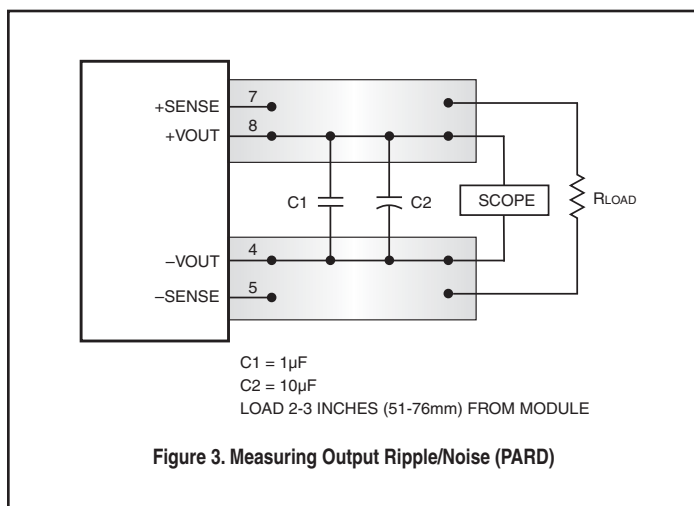 +SENSE 7
+VOUT 8
C1 C2 SCOPE RLOAD
–VOUT 4
–SENSE 5
C1 = 1µF
C2 = 10µF
LOAD 2-3 INCHES (51-76mm) FROM MODULE
Figure 3. Measuring Output Ripple/Noise (PARD)